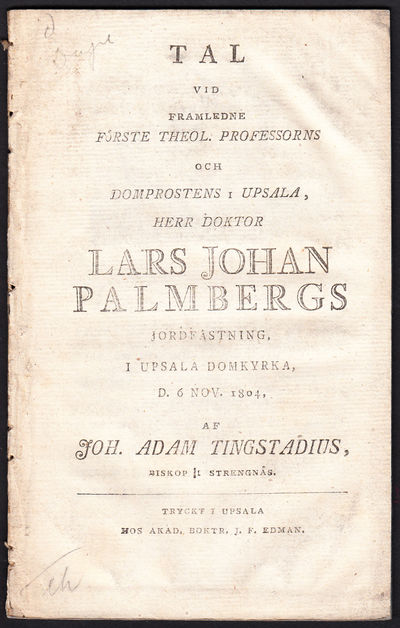 TAL
VID
FRAMLEDNE
FÖRSTE THEOL. PROFESSORNS
OCH
DOMPROSTENS I UPSALA,
HERR DOKTOR
LARS JOHAN
PALMBERGS
JORDFÄSTNING,
I UPSALA DOMKYRKA,
D. 6 NOV. 1804,
AF
JOH. ADAM TINGSTADIUS,
BISKOP I STRENGNÄS.
TRYCKT I UPSALA
HOS AKAD. BOKTR. J. F. EDMAN.